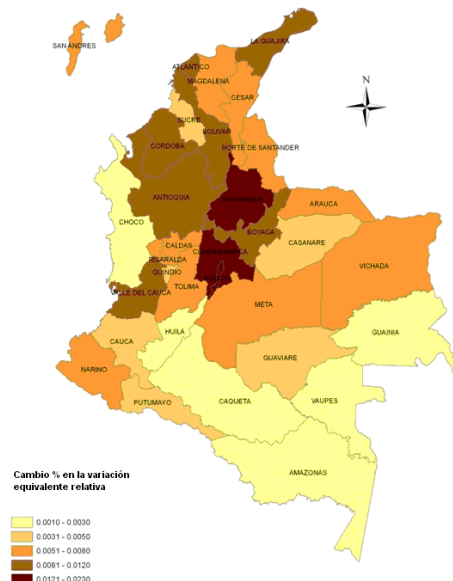 SAN ANDRES
LA GUAJIRA
ATLANTICO
MAGDALENA
N
CESAR
SUCRE
BOLIVAR
CORDOBA
NORTE DE SANTANDER
ANTIOQUIA
SANTANDER
ARAUCA
CHOCO
BOYACA
CASANARE
CALDAS
CUNDINAMARCA
RISARALDA
VICHADA
QUINDIO
TOLIMA
VALLE DEL CAUCA
META
GUAINIA
HUILA
CAUCA
GUAVIARE
NARINO
PUTUMAYO
CAQUETA
VAUPES
AMAZONAS
Cambio % en la variación
equivalente relativa
0.0010 - 0.0030
0.0031 - 0.0050
0.0051 - 0.0080
0.0081 - 0.0120
0.0121 - 0.0230